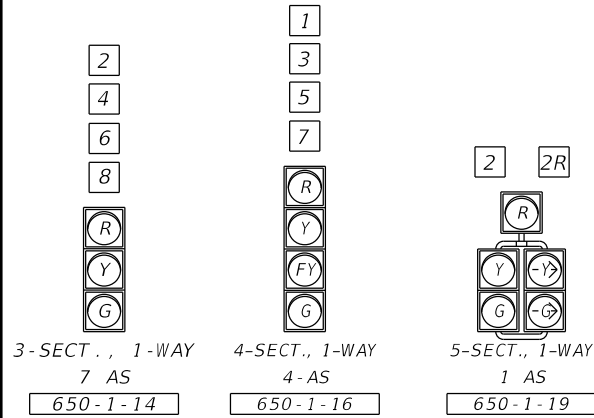 2
4
6
8
R
Y
G
3-SECT., 1-WAY
7 AS
650-1-14
1
3
5
7
R
Y
FY
G
4-SECT., 1-WAY
4-AS
650-1-16
2 2R
R
Y -Y>
G -G>
5-SECT., 1-WAY
1 AS
650-1-19